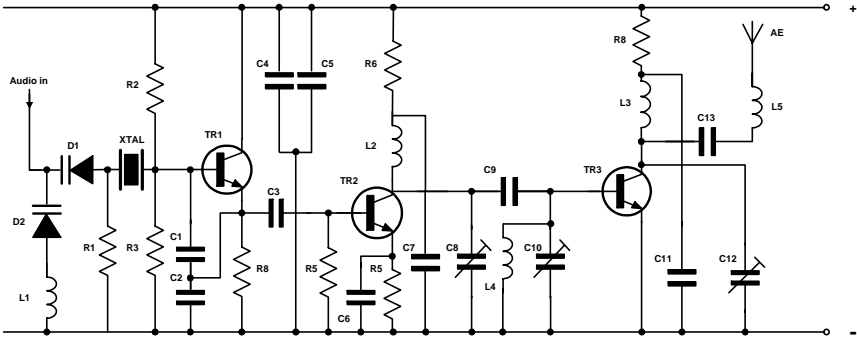 +
Audio in
R2
D1
XTAL
TR1
C4
C5
R6
L2
C9
R8
L3
AE
L5
C13
TR3
D2
L1
R1
R3
C1
C2
C3
R8
TR2
R5
C6
R5
C7
C8
L4
C10
C11
C12
-